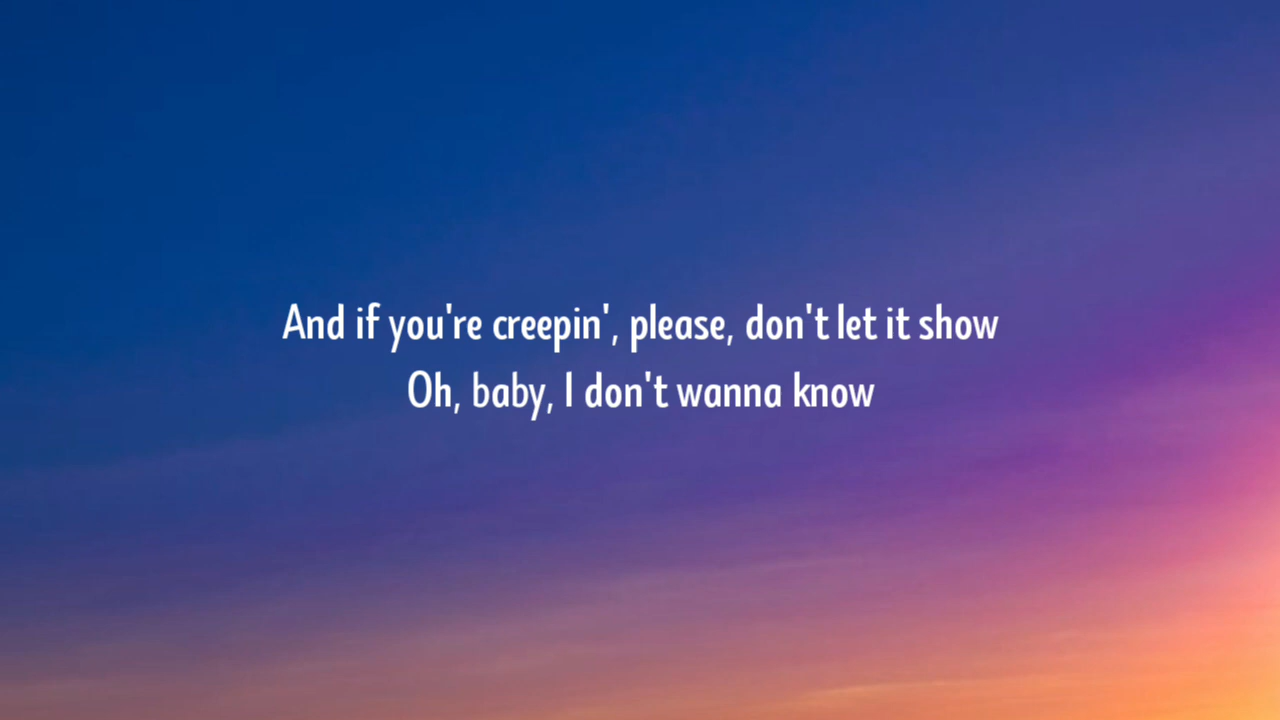 And if you're creepin', please, don't let it show
Oh, baby, I don't wanna know